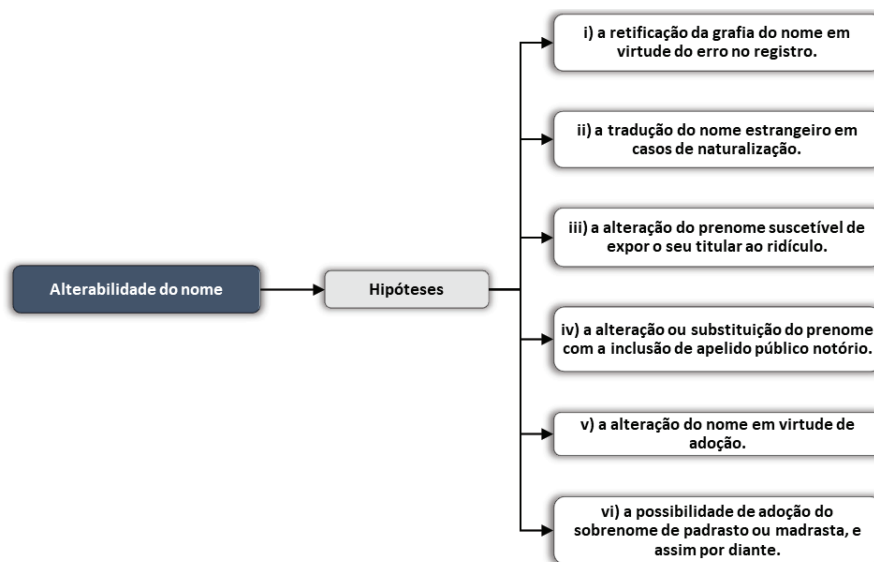 i) a retificação da grafia do nome em
virtude do erro no registro.
ii) a tradução do nome estrangeiro em
casos de naturalização.
iii) a alteração do prenome suscetível de
expor o seu titular ao ridículo.
Alterabilidade do nome
Hipóteses
iv) a alteração ou substituição do prenome
com a inclusão de apelido público notório.
v) a alteração do nome em virtude de
adoção.
vi) a possibilidade de adoção do
sobrenome de padrasto ou madrasta, e
assim por diante.